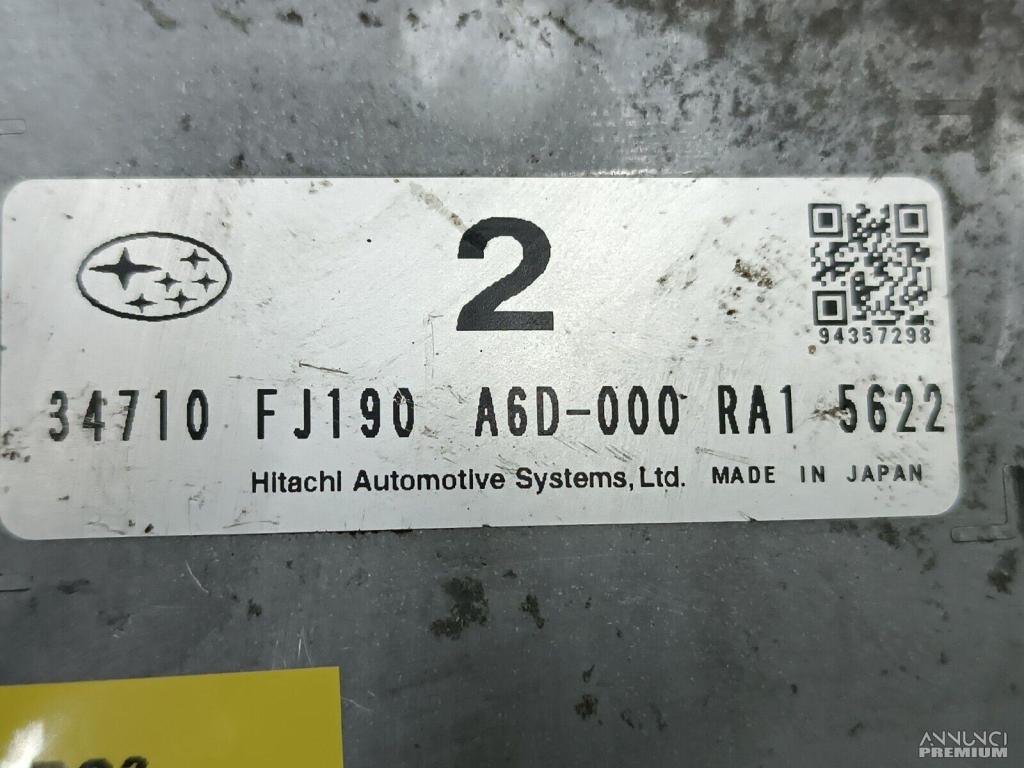 2
94357298
34710 FJ190 A6D-000 RA1 5622
Hitachi Automotive Systems, Ltd. MADE IN JAPAN
ANNUNCI
PREMIUM